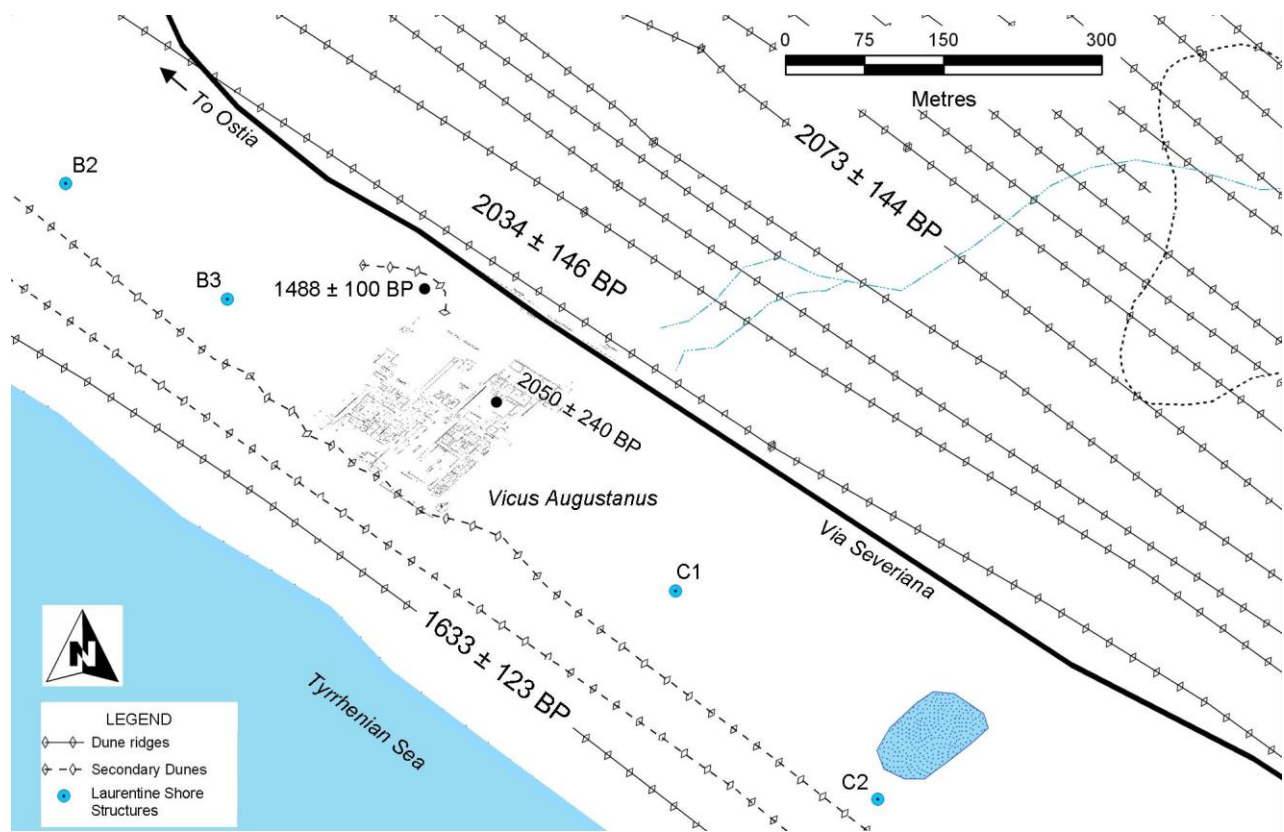 0 75 150 300
Metres
To Ostia
2073 ± 144 BP
B2
2034 ± 146 BP
B3
1488 ± 100 BP
2050 ± 240 BP
Vicus Augustanus
Via Severiana
C1
1633 ± 123 BP
N
Tyrrhenian Sea
LEGEND
Dune ridges
Secondary Dunes
Laurentine Shore
Structures
C2